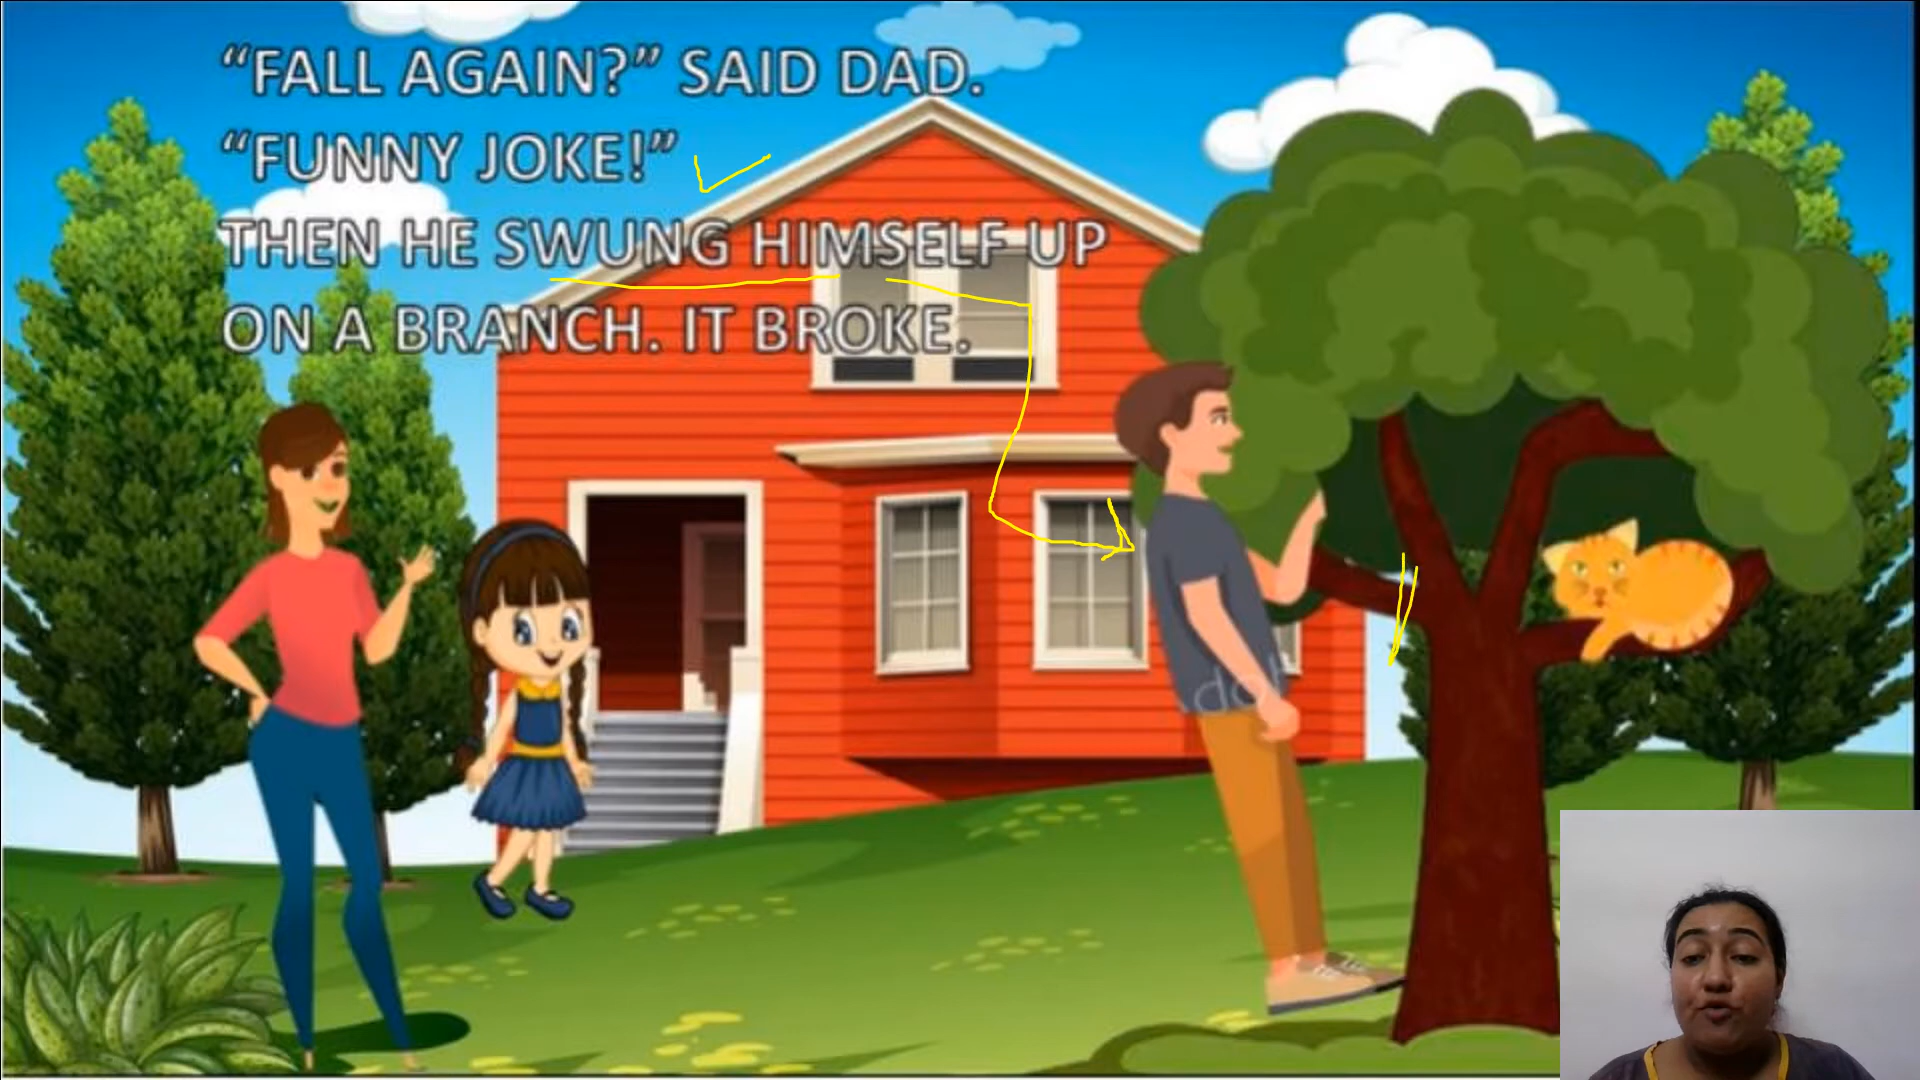 “FALL AGAIN?” SAID DAD.
“FUNNY JOKE!”
THEN HE SWUNG HIMSELF UP
ON A BRANCH. IT BROKE.